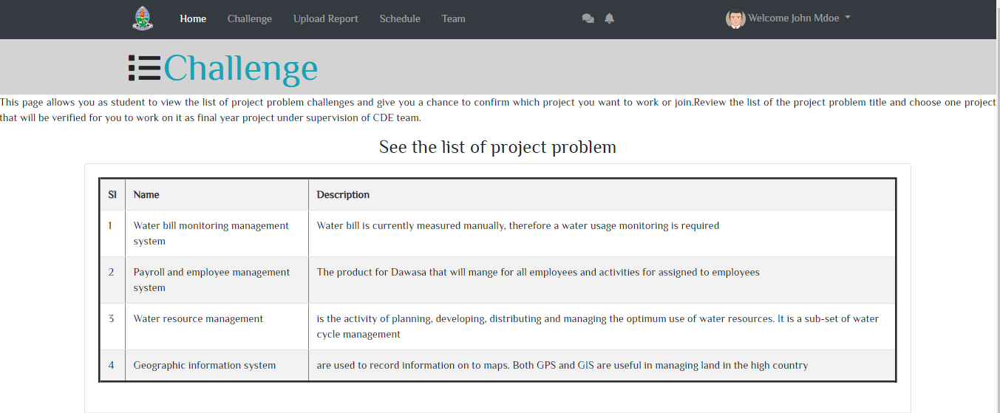 Home Challenge Upload Report Schedule Team Welcome John Mdoe
Challenge
This page allows you as student to view the list of project problem challenges and give you a chance to confirm which project you want to work or join.Review the list of the project problem title and choose one project
that will be verified for you to work on it as final year project under supervision of CDE team.
See the list of project problem
Sl Name Description
1 Water bill monitoring management Water bill is currently measured manually, therefore a water usage monitoring is required
system
2 Payroll and employee management The product for Dawasa that will mange for all employees and activities for assigned to employees
system
3 Water resource management is the activity of planning, developing, distributing and managing the optimum use of water resources. It is a sub-set of water
cycle management
4 Geographic information system are used to record information on to maps. Both GPS and GIS are useful in managing land in the high country